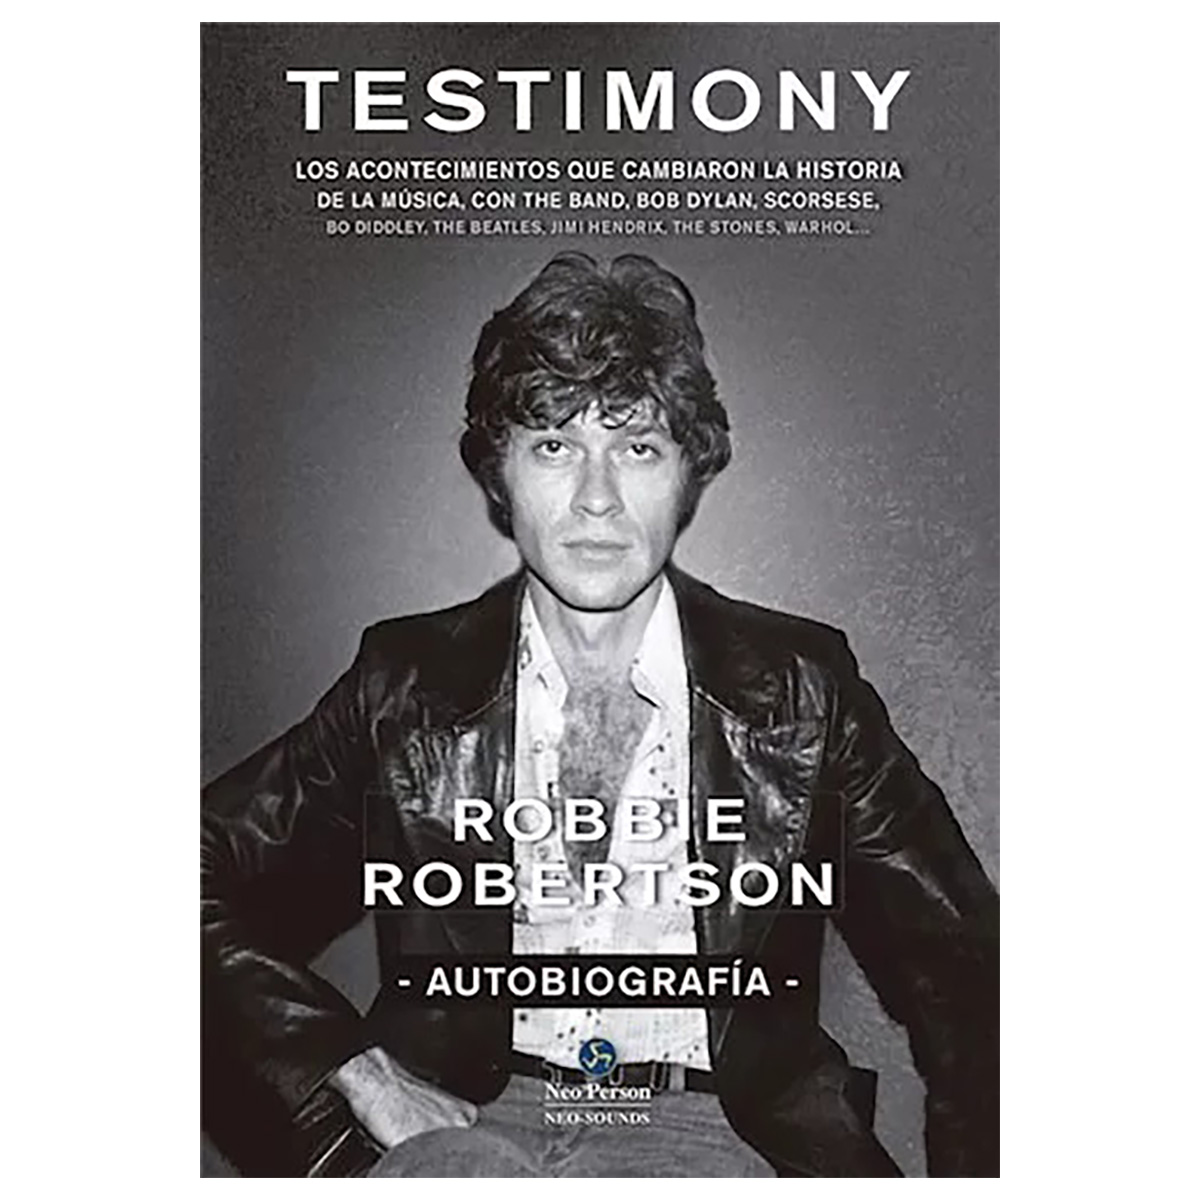 TESTIMONY
LOS ACONTECIMIENTOS QUE CAMBIARON LA HISTORIA
DE LA MÚSICA, CON THE BAND, BOB DYLAN, SCORSESE,
BO DIDDLEY, THE BEATLES, JIMI HENDRIX, THE STONES, WARHOL...
ROBBIE
ROBERTSON
- AUTOBIOGRAFÍA -
Neo Person
NEO-SOUNDS